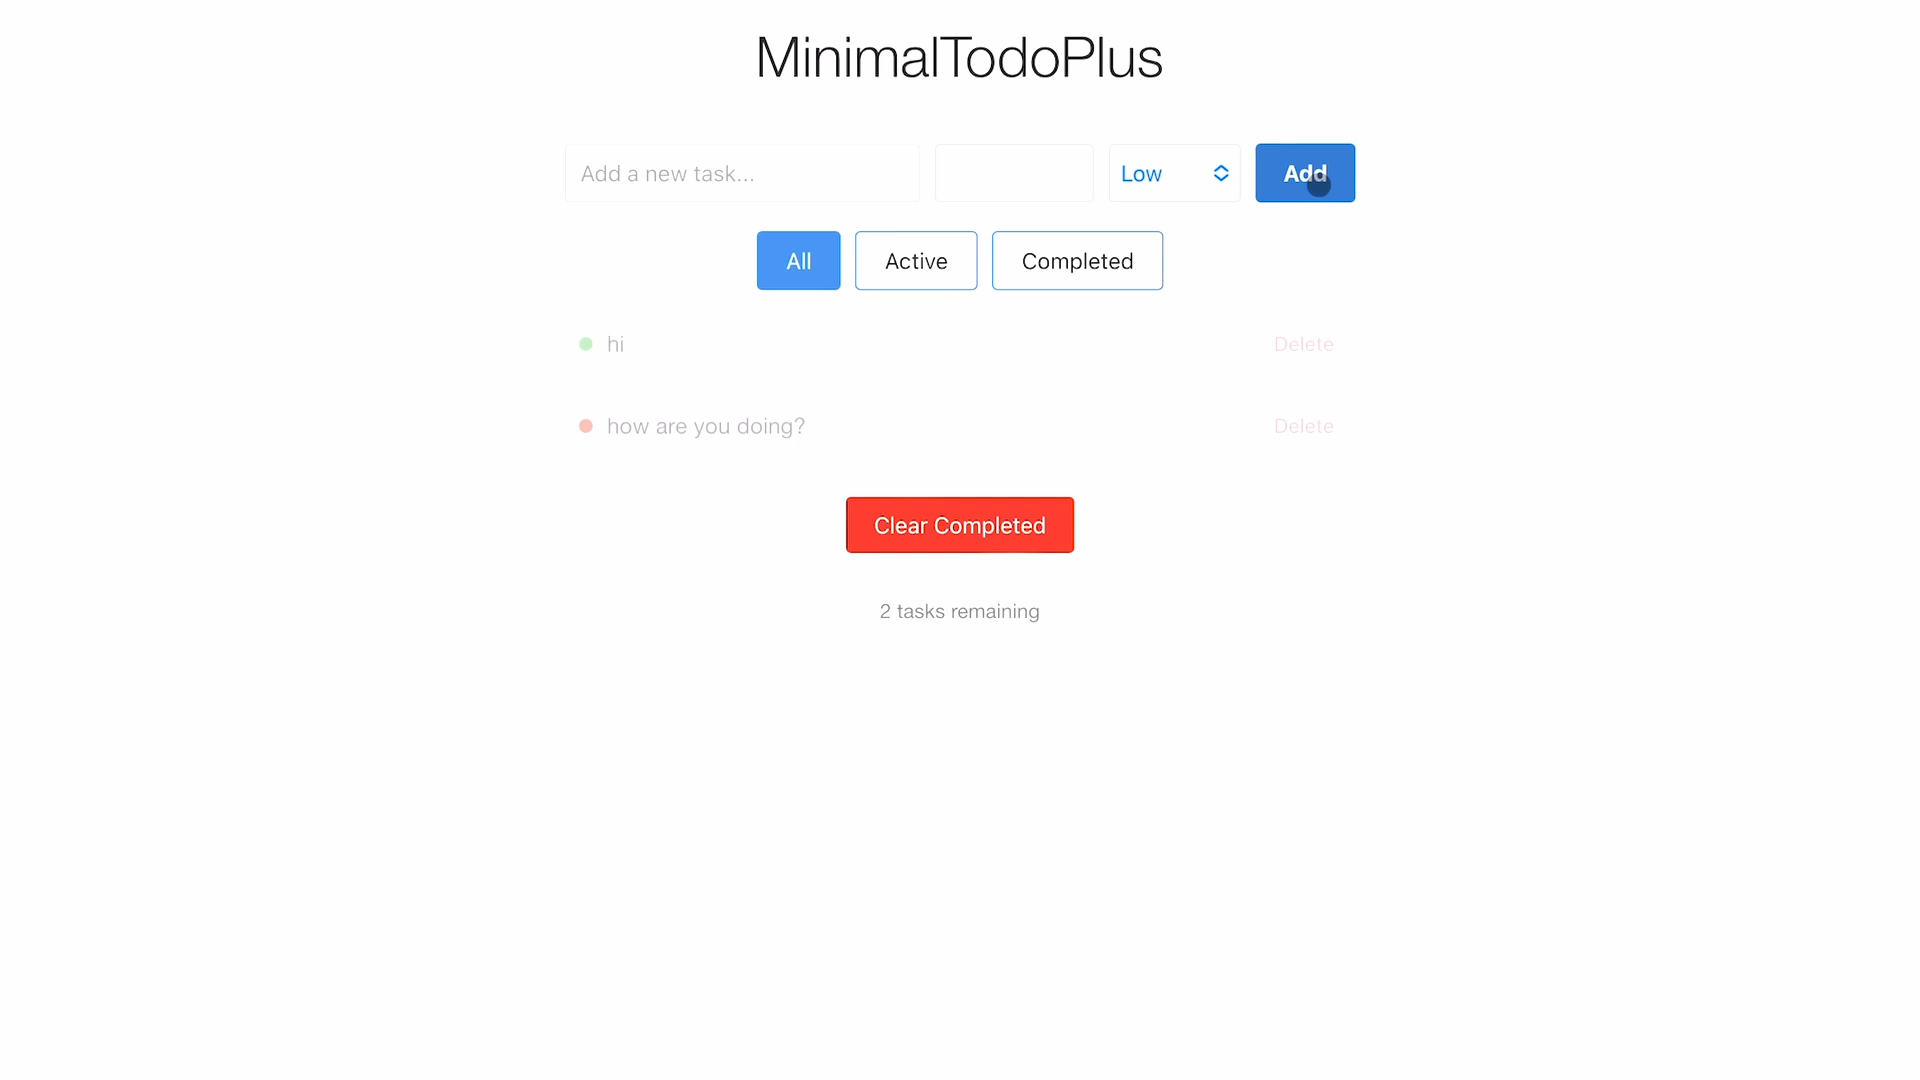 MinimalTodoPlus
Add a new task... Low Add
All Active Completed
hi Delete
how are you doing? Delete
Clear Completed
2 tasks remaining